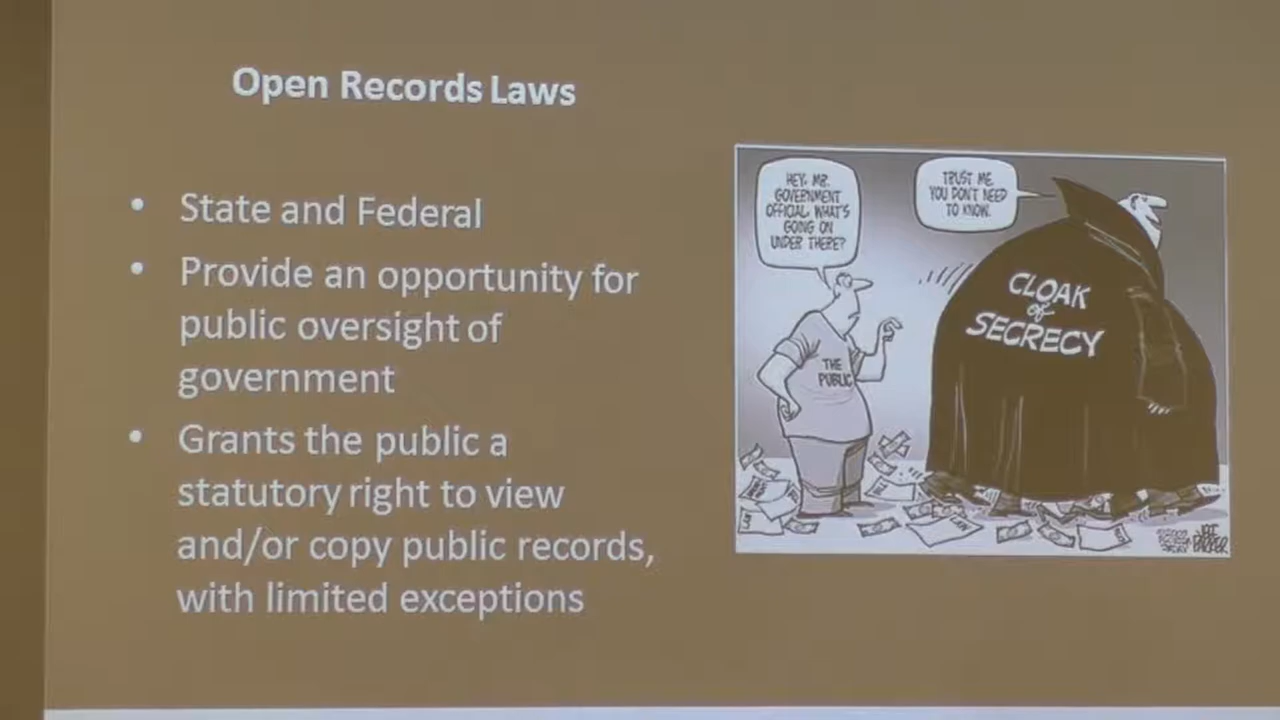 Open Records Laws
• State and Federal
• Provide an opportunity for
public oversight of
government
• Grants the public a
statutory right to view
and/or copy public records,
with limited exceptions
HEY, MR.
GOVERNMENT
OFFICIAL, WHAT'S
GOING ON
UNDER THERE?
TRUST ME.
YOU DON'T NEED
TO KNOW.
CLOAK
of
SECRECY
THE
PUBLIC